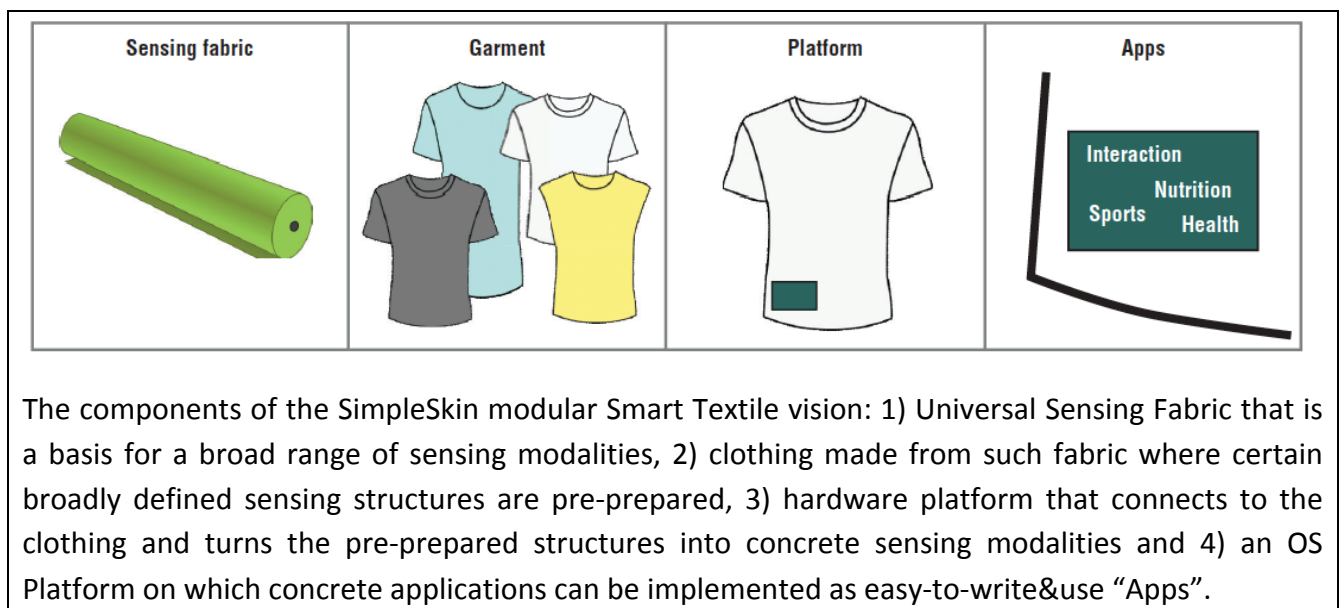 Sensing fabric
Garment
Platform
Apps
Interaction
Nutrition
Sports
Health
The components of the SimpleSkin modular Smart Textile vision: 1) Universal Sensing Fabric that is
a basis for a broad range of sensing modalities, 2) clothing made from such fabric where certain
broadly defined sensing structures are pre-prepared, 3) hardware platform that connects to the
clothing and turns the pre-prepared structures into concrete sensing modalities and 4) an OS
Platform on which concrete applications can be implemented as easy-to-write&use “Apps”.